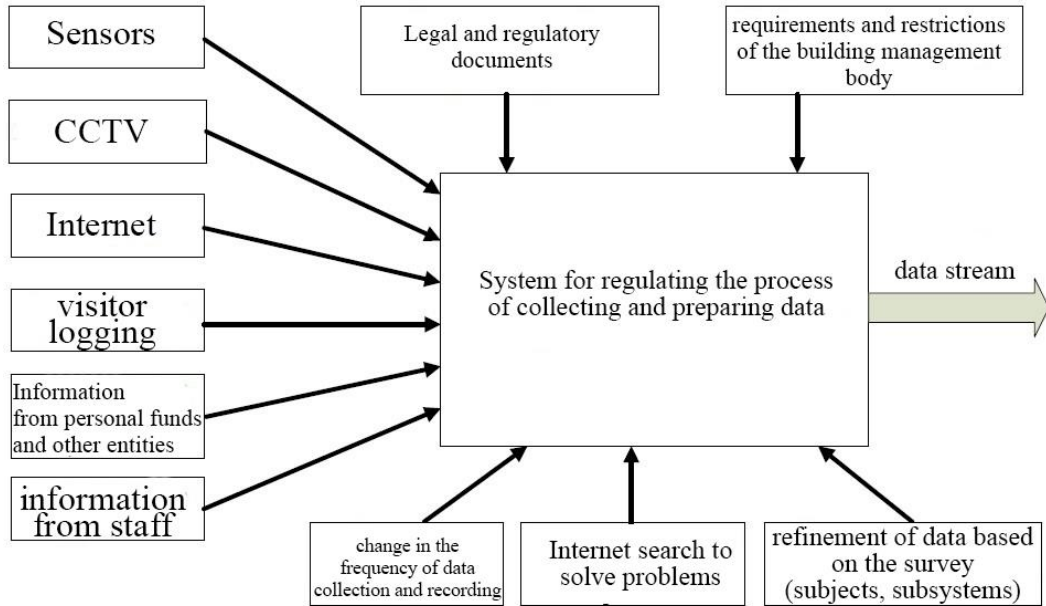 Sensors
CCTV
Internet
visitor
logging
Information
from personal funds
and other entities
information
from staff
Legal and regulatory
documents
requirements and restrictions
of the building management
body
System for regulating the process
of collecting and preparing data
data stream
change in the
frequency of data
collection and recording
Internet search to
solve problems
refinement of data based
on the survey
(subjects, subsystems)